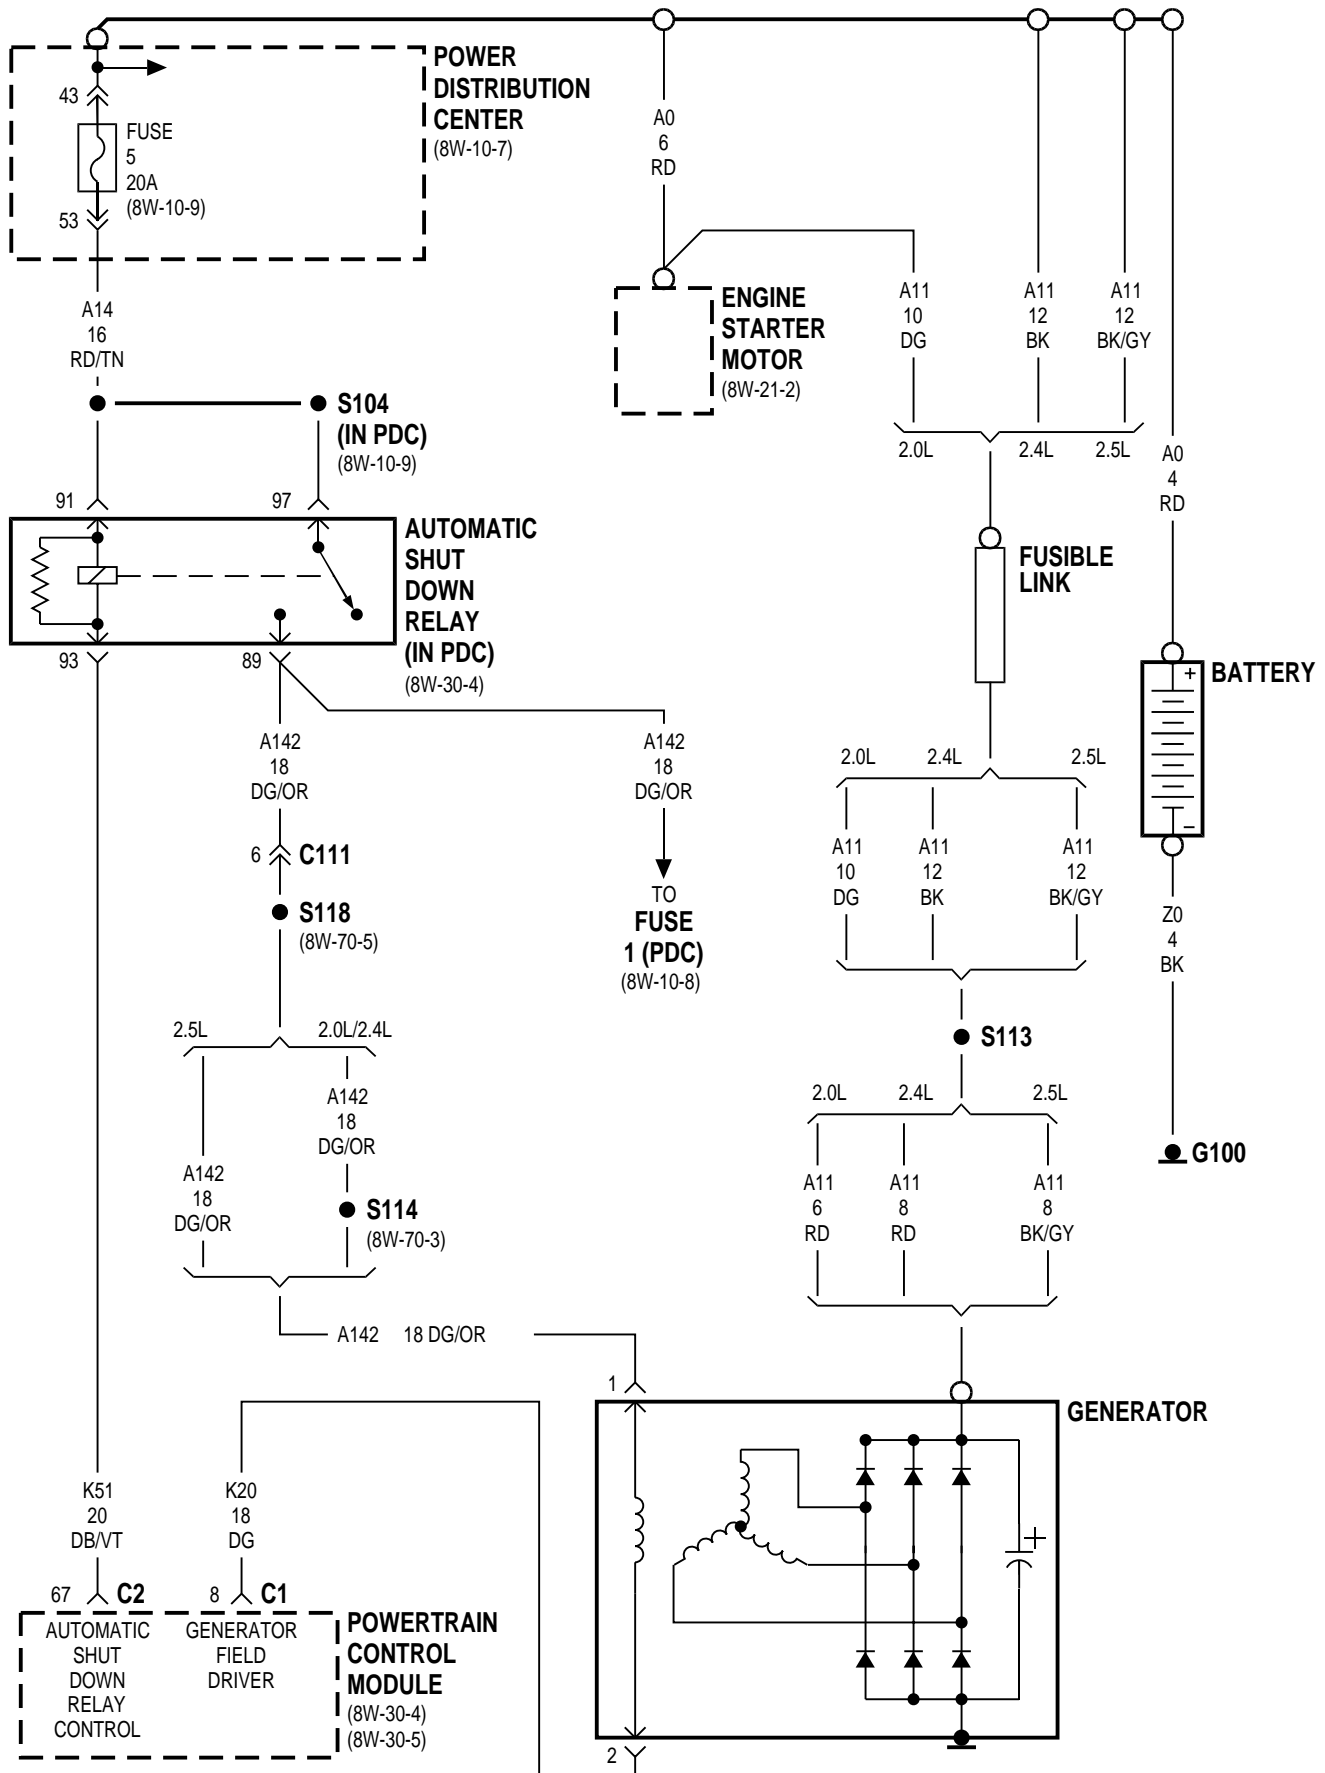 POWER
DISTRIBUTION
CENTER
(8W-10-7)
43
FUSE
5
20A
(8W-10-9)
53
A0
6
RD
A14
16
RD/TN
ENGINE
STARTER
MOTOR
(8W-21-2)
A11
10
DG
A11
12
BK
A11
12
BK/GY
S104
(IN PDC)
(8W-10-9)
2.0L
2.4L
2.5L
A0
4
RD
91
97
AUTOMATIC
SHUT
DOWN
RELAY
(IN PDC)
(8W-30-4)
FUSIBLE
LINK
93
89
+
BATTERY
–
A142
18
DG/OR
A142
18
DG/OR
2.0L
2.4L
2.5L
6
C111
S118
(8W-70-5)
TO
FUSE
1 (PDC)
(8W-10-8)
A11
10
DG
A11
12
BK
A11
12
BK/GY
Z0
4
BK
2.5L
2.0L/2.4L
S113
A142
18
DG/OR
A142
18
DG/OR
S114
(8W-70-3)
2.0L
2.4L
2.5L
G100
A11
6
RD
A11
8
RD
A11
8
BK/GY
A142 18 DG/OR
1
GENERATOR
+
2
K51
20
DB/VT
K20
18
DG
67
C2
8
C1
AUTOMATIC
SHUT
DOWN
RELAY
CONTROL
GENERATOR
FIELD
DRIVER
POWERTRAIN
CONTROL
MODULE
(8W-30-4)
(8W-30-5)